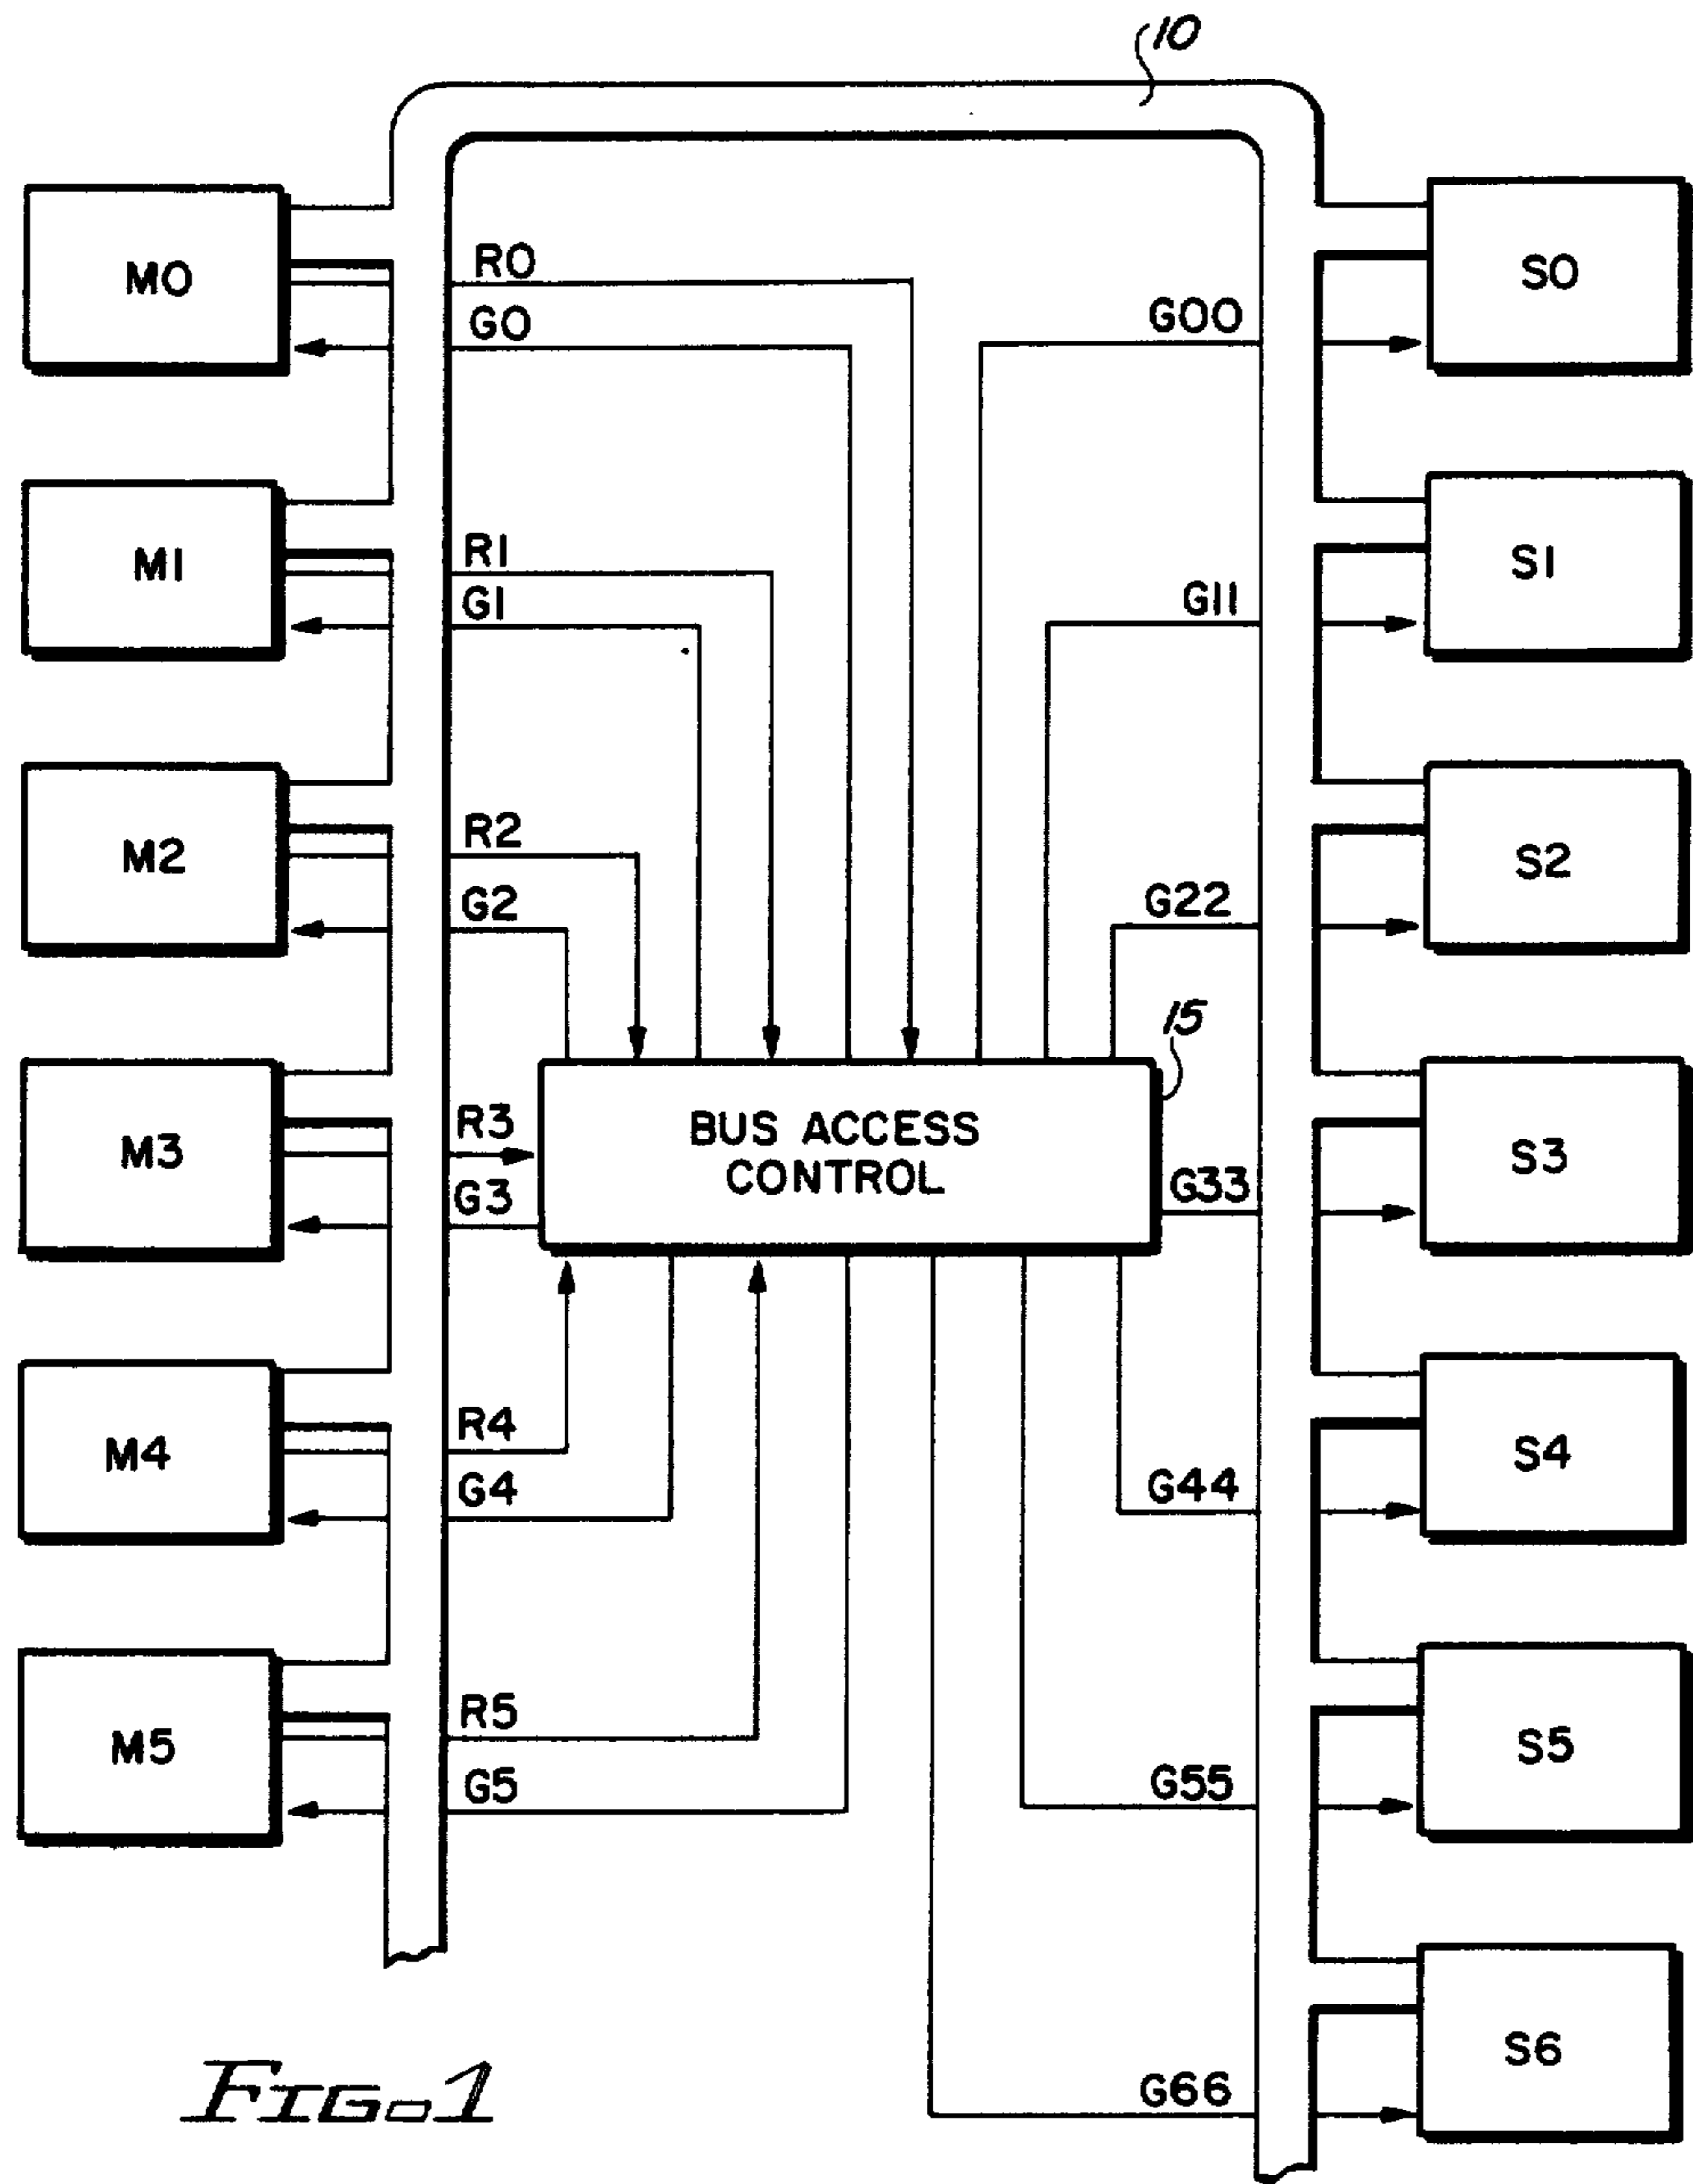 10
M0
R0
G0
G00
S0
M1
R1
G1
G11
S1
M2
R2
G2
G22
S2
15
M3
R3
G3
BUS ACCESS
CONTROL
G33
S3
M4
R4
G4
G44
S4
M5
R5
G5
G55
S5
G66
S6
FIG.1